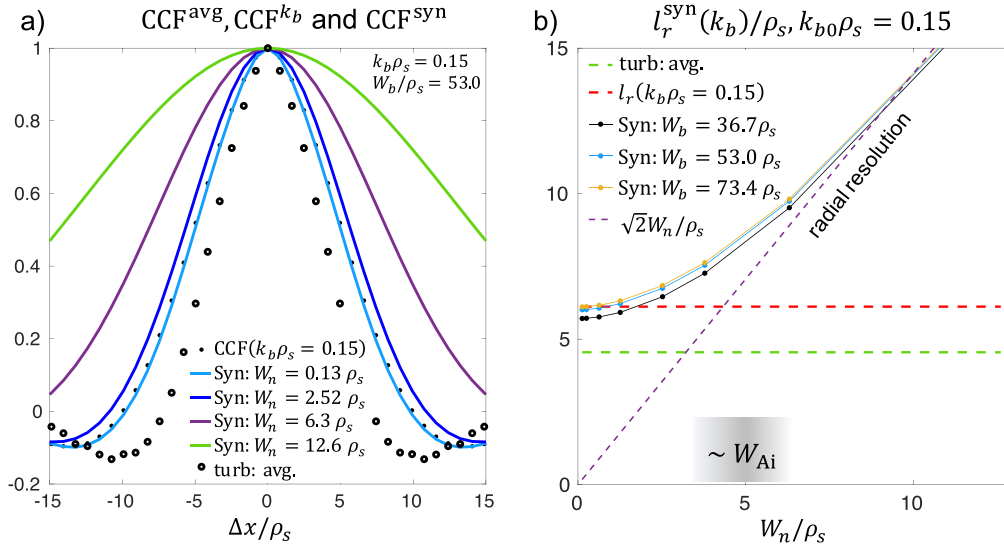 a)
CCF^avg, CCF^{k_b} and CCF^syn
k_bρ_s = 0.15
W_b/ρ_s = 53.0
1
0.8
0.6
0.4
0.2
0
-0.2
CCF(k_bρ_s = 0.15)
Syn: W_n = 0.13 ρ_s
Syn: W_n = 2.52 ρ_s
Syn: W_n = 6.3 ρ_s
Syn: W_n = 12.6 ρ_s
turb: avg.
-15 -10 -5 0 5 10 15
Δx/ρ_s
b)
l_r^syn(k_b)/ρ_s, k_b0ρ_s = 0.15
15
10
5
0
turb: avg.
l_r(k_bρ_s = 0.15)
Syn: W_b = 36.7ρ_s
Syn: W_b = 53.0 ρ_s
Syn: W_b = 73.4 ρ_s
√2W_n/ρ_s
radial resolution
~ W_Ai
0 5 10
W_n/ρ_s